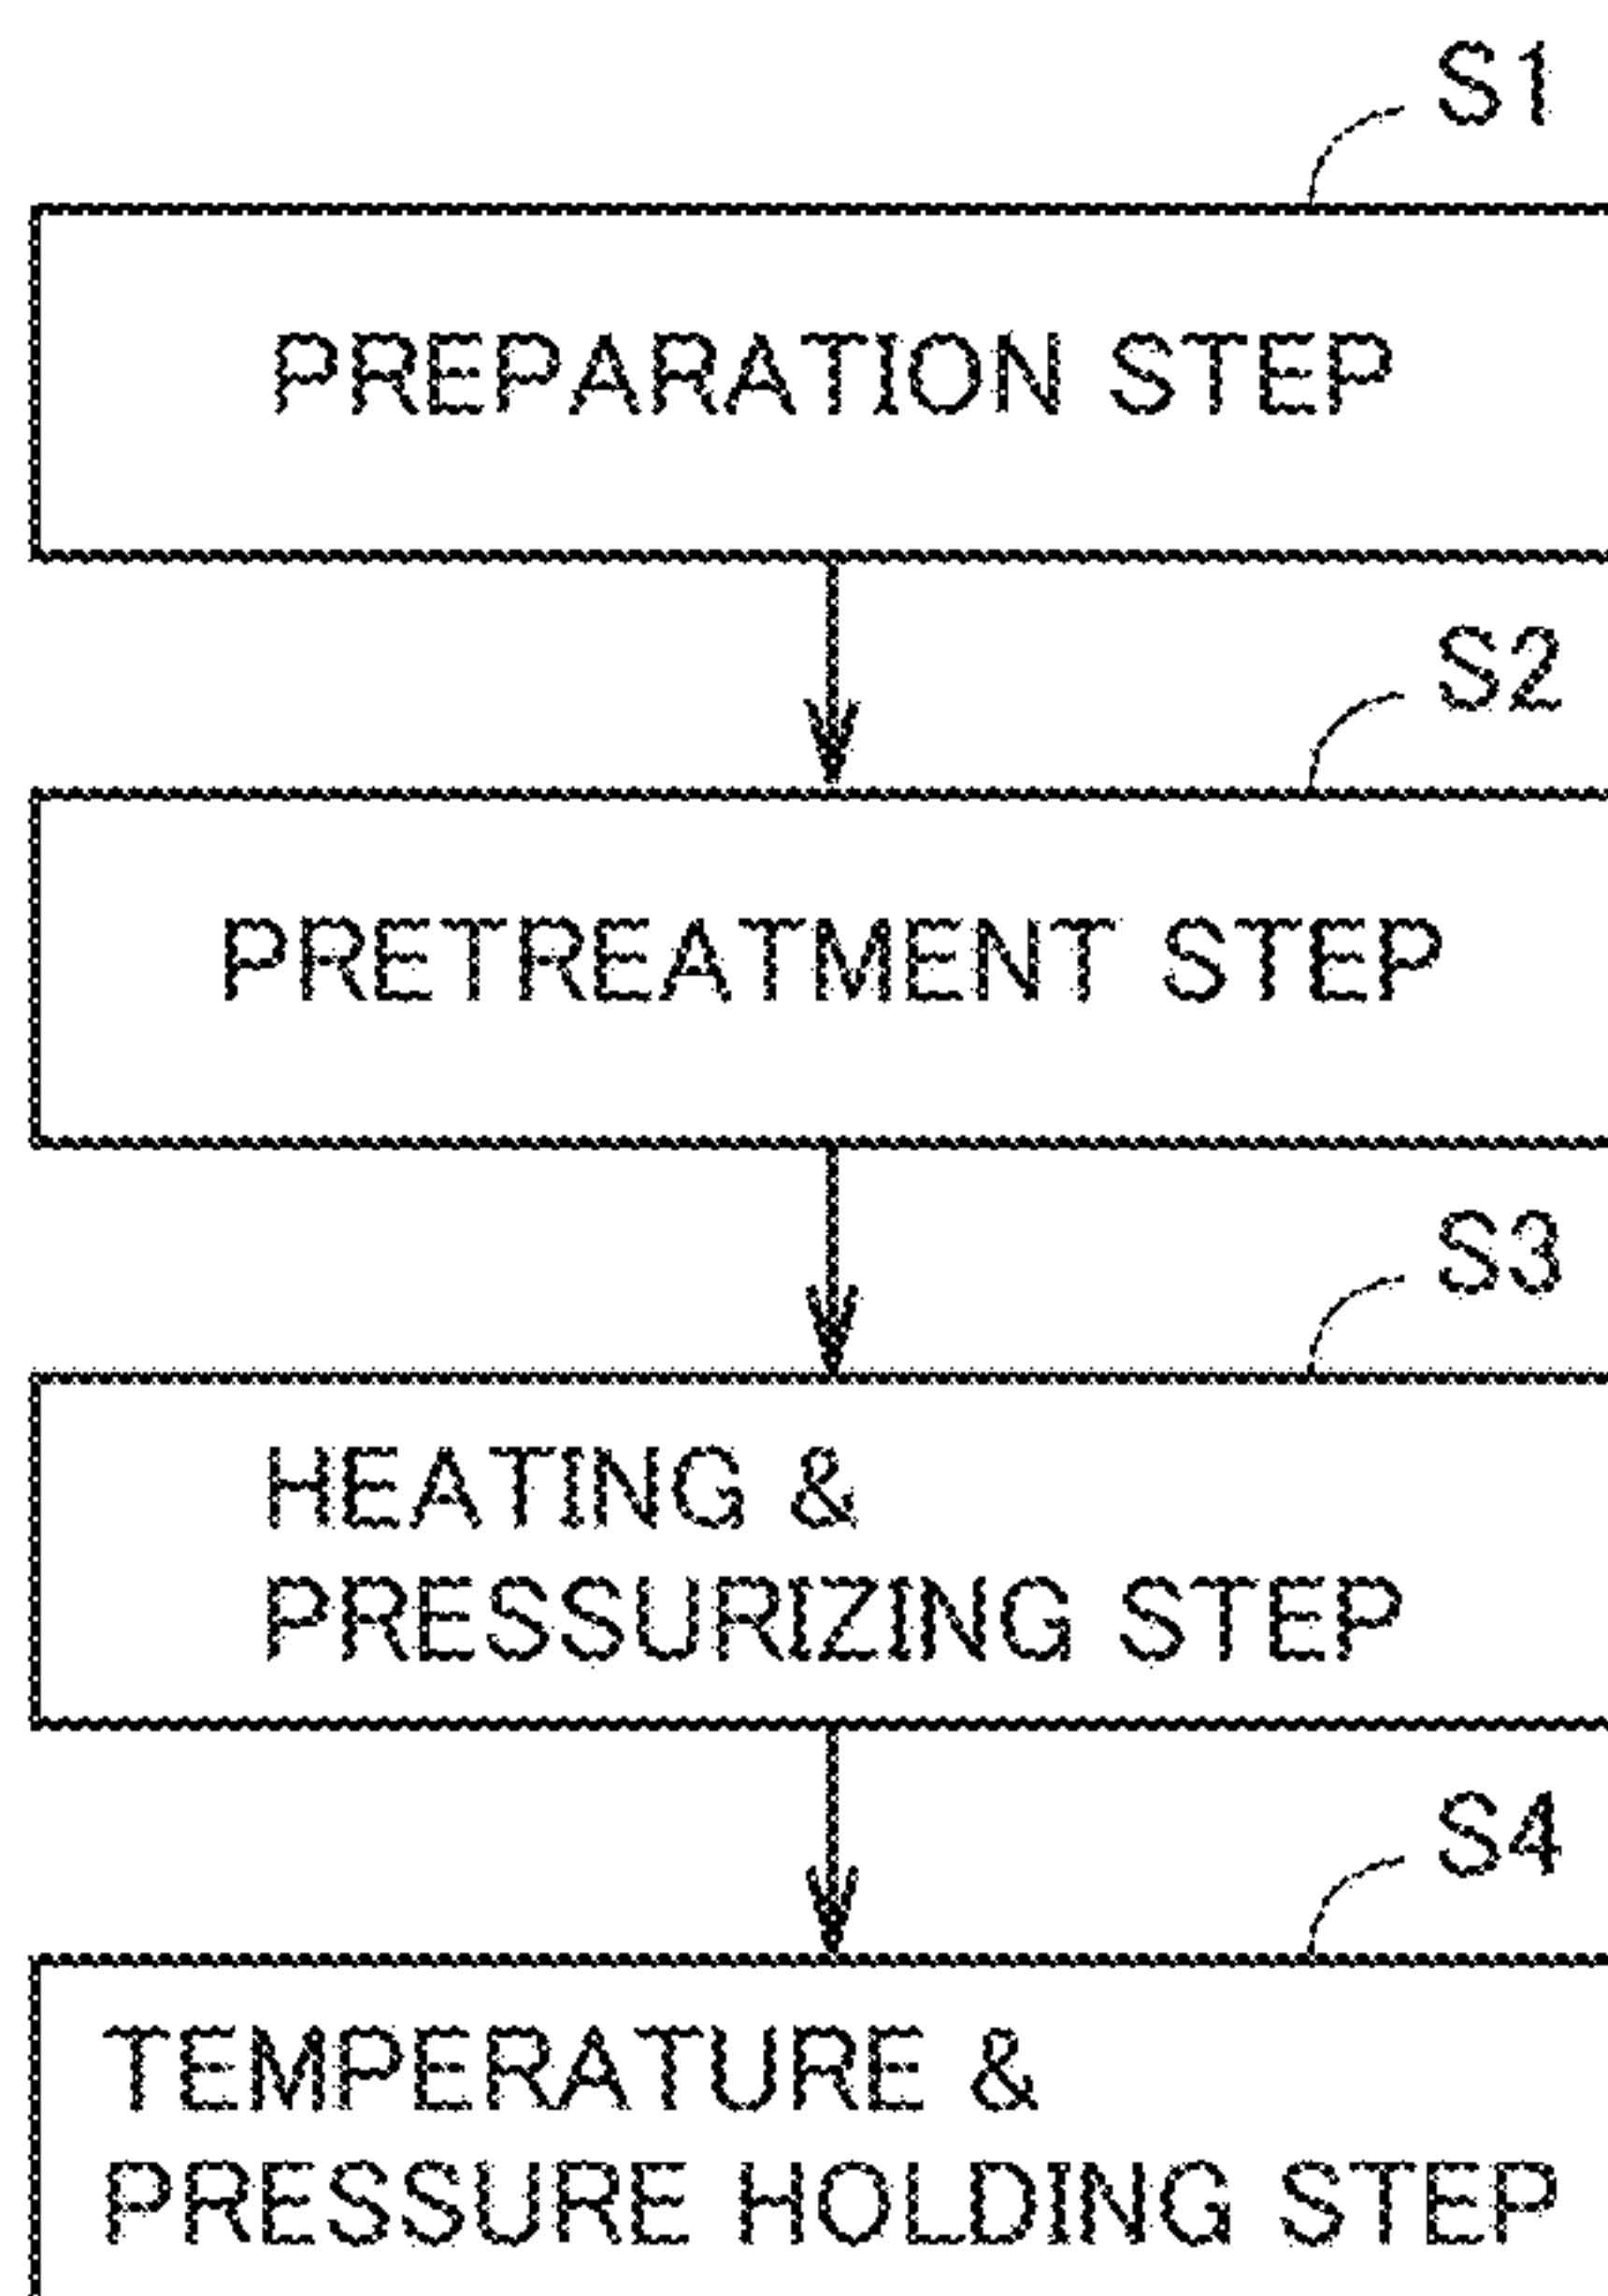 S1
PREPARATION STEP
S2
PRETREATMENT STEP
S3
HEATING &
PRESSURIZING STEP
S4
TEMPERATURE &
PRESSURE HOLDING STEP